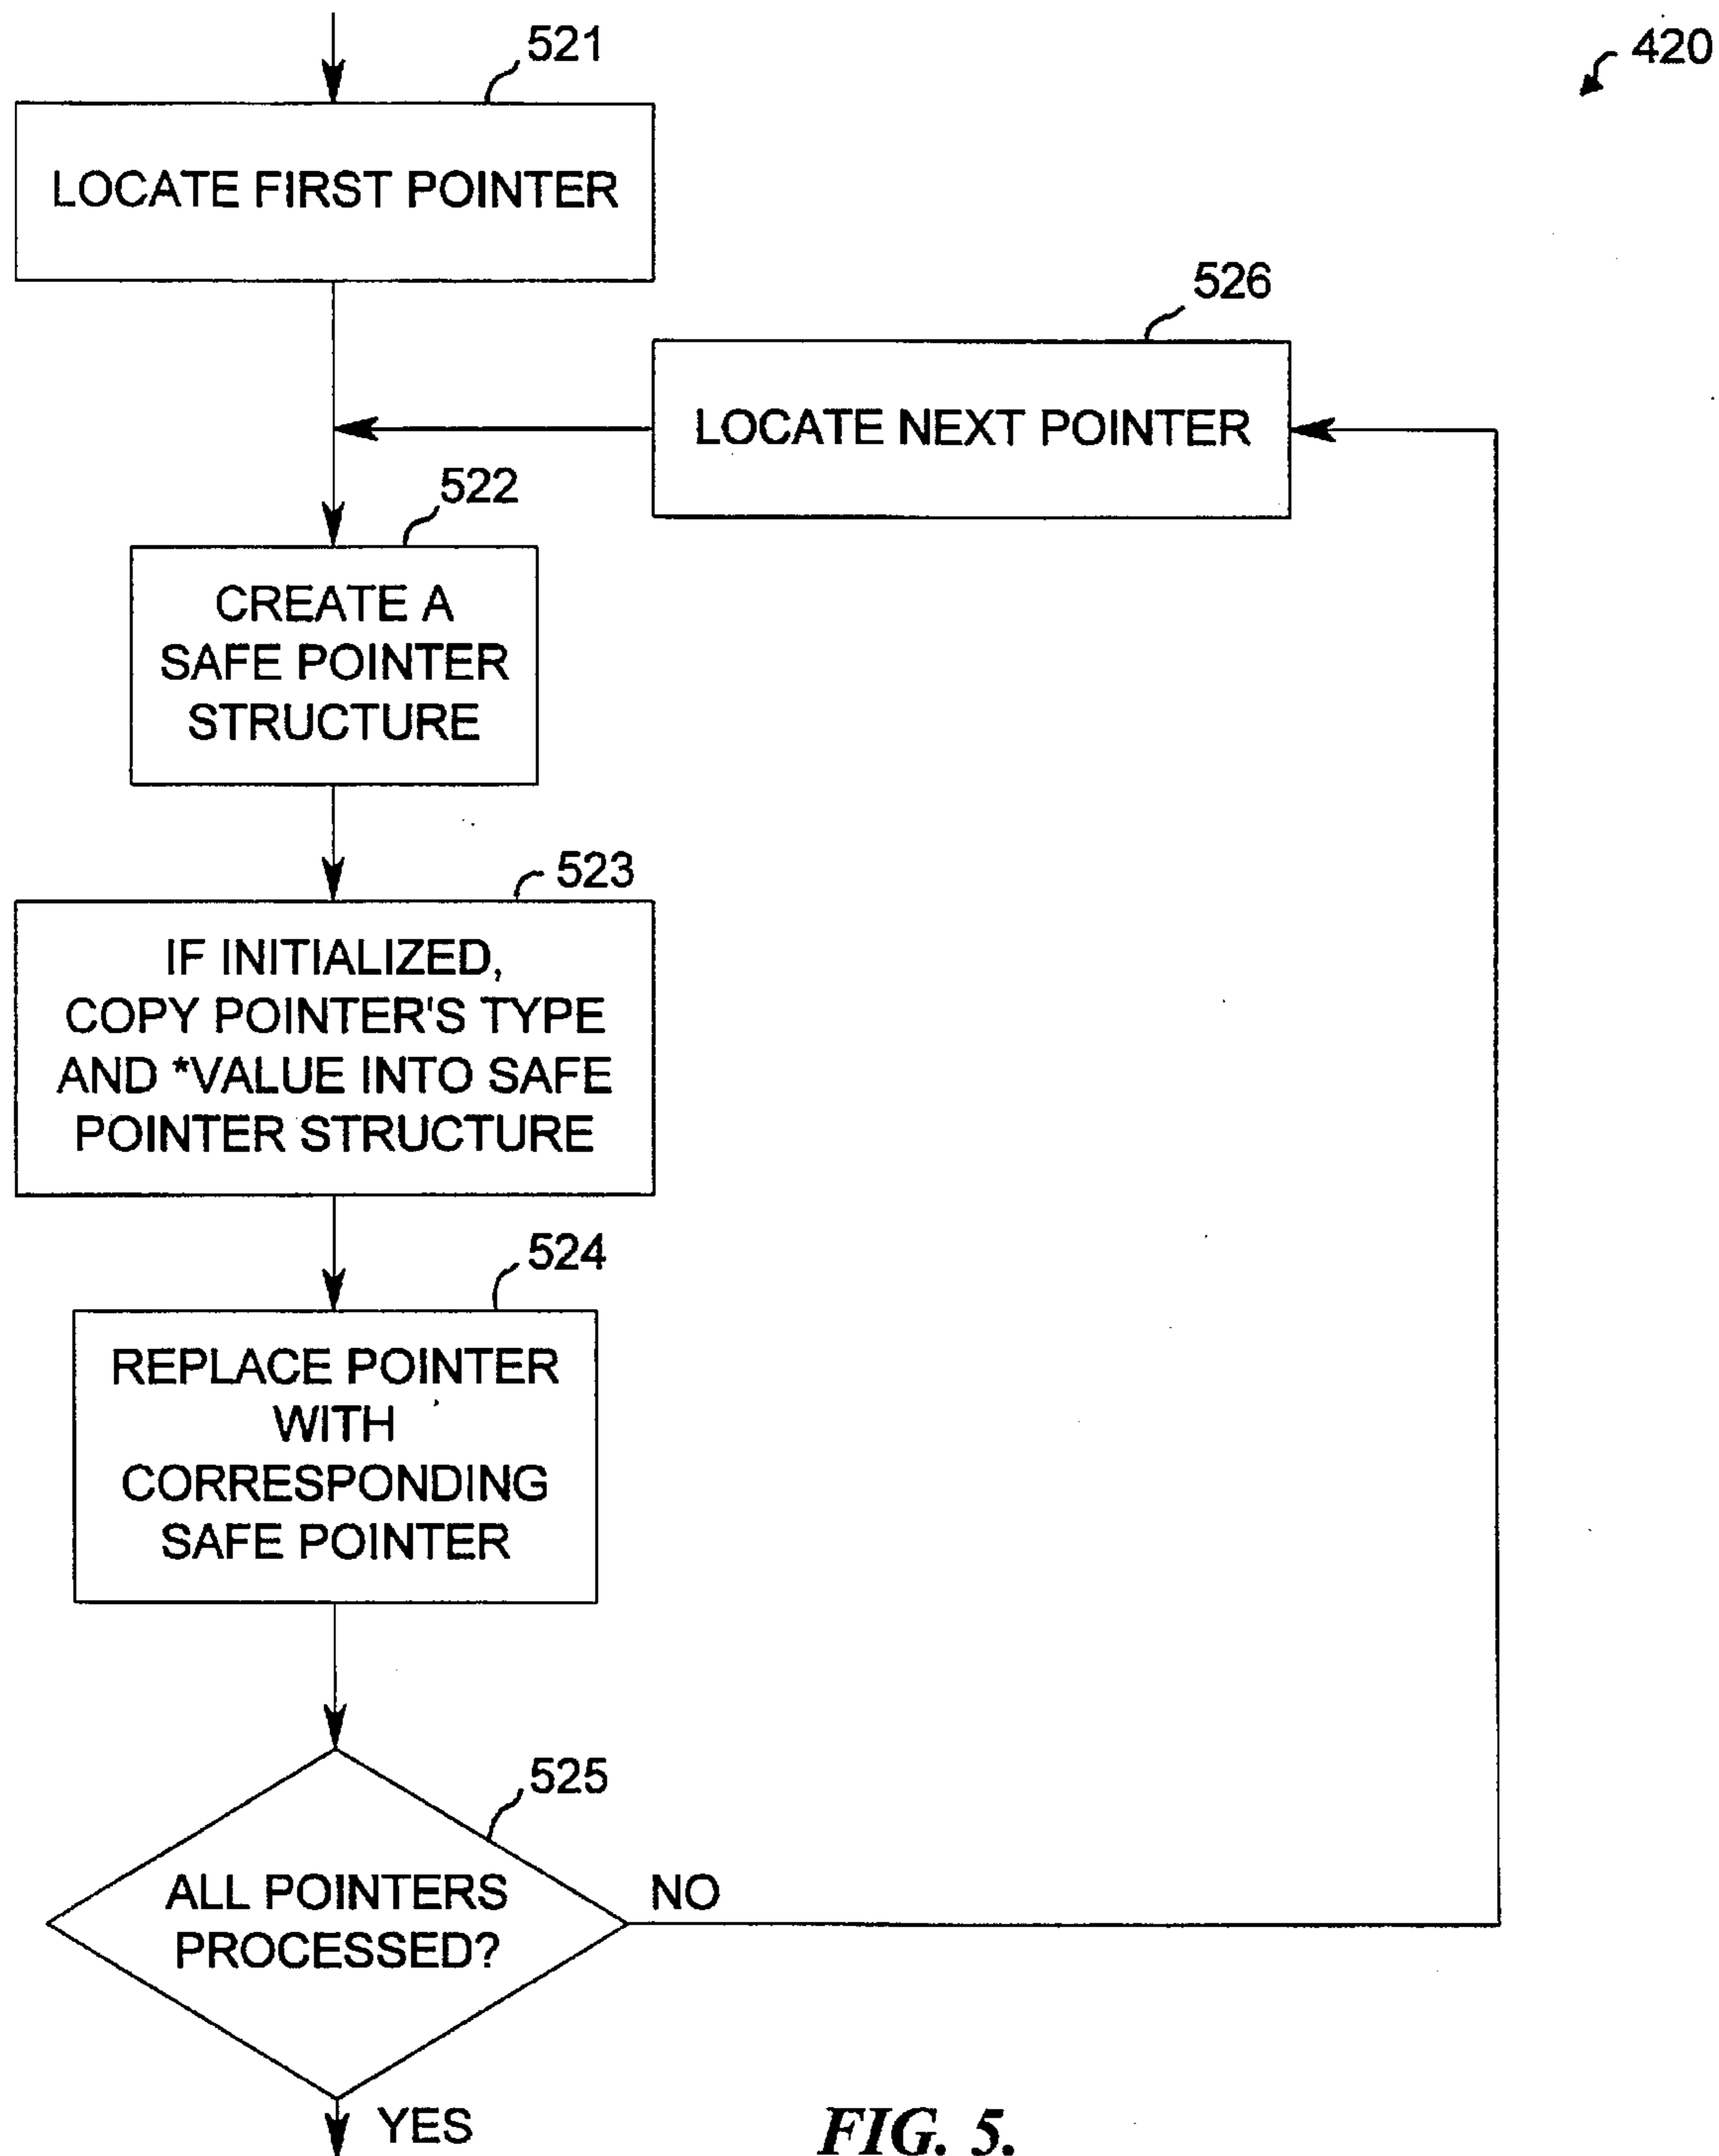 420
521
LOCATE FIRST POINTER
526
LOCATE NEXT POINTER
522
CREATE A
SAFE POINTER
STRUCTURE
523
IF INITIALIZED,
COPY POINTER'S TYPE
AND *VALUE INTO SAFE
POINTER STRUCTURE
524
REPLACE POINTER
WITH
CORRESPONDING
SAFE POINTER
525
ALL POINTERS
PROCESSED?
NO
YES
FIG. 5.